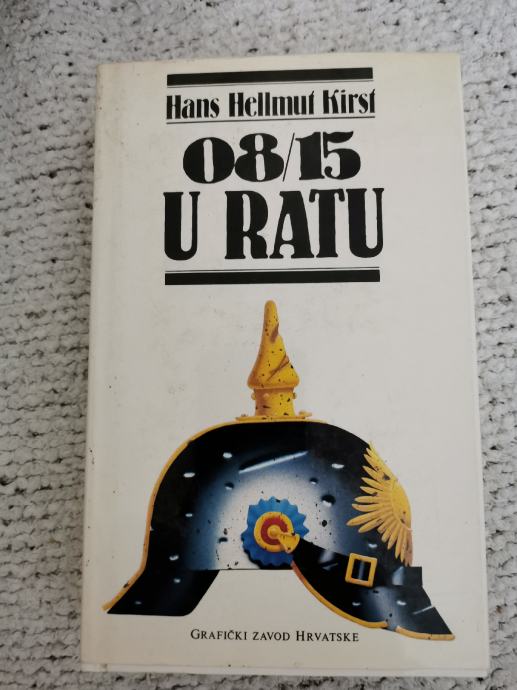 Hans Hellmut Kirst
08/15
U RATU
GRAFIČKI ZAVOD HRVATSKE